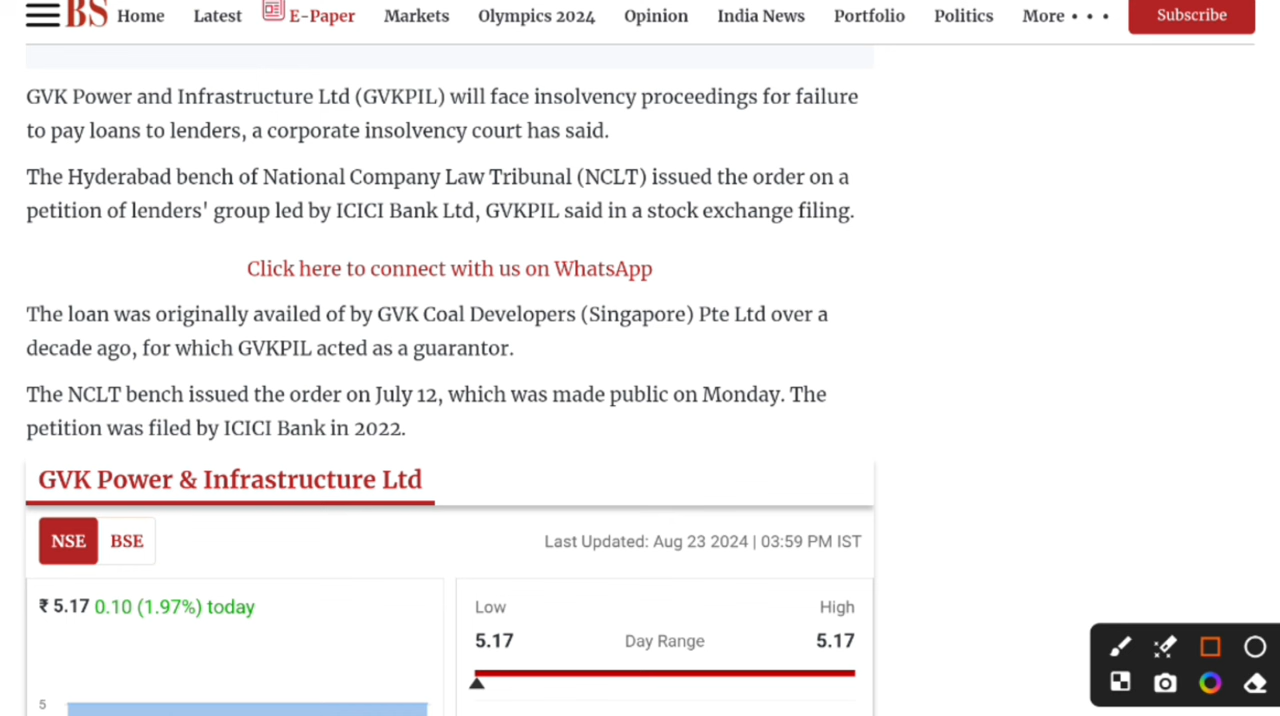 BS Home Latest E-Paper Markets Olympics 2024 Opinion India News Portfolio Politics More Subscribe
GVK Power and Infrastructure Ltd (GVKPIL) will face insolvency proceedings for failure
to pay loans to lenders, a corporate insolvency court has said.
The Hyderabad bench of National Company Law Tribunal (NCLT) issued the order on a
petition of lenders' group led by ICICI Bank Ltd, GVKPIL said in a stock exchange filing.
Click here to connect with us on WhatsApp
The loan was originally availed of by GVK Coal Developers (Singapore) Pte Ltd over a
decade ago, for which GVKPIL acted as a guarantor.
The NCLT bench issued the order on July 12, which was made public on Monday. The
petition was filed by ICICI Bank in 2022.
GVK Power & Infrastructure Ltd
NSE BSE Last Updated: Aug 23 2024 | 03:59 PM IST
₹ 5.17 0.10 (1.97%) today
Low High
5.17 Day Range 5.17
5